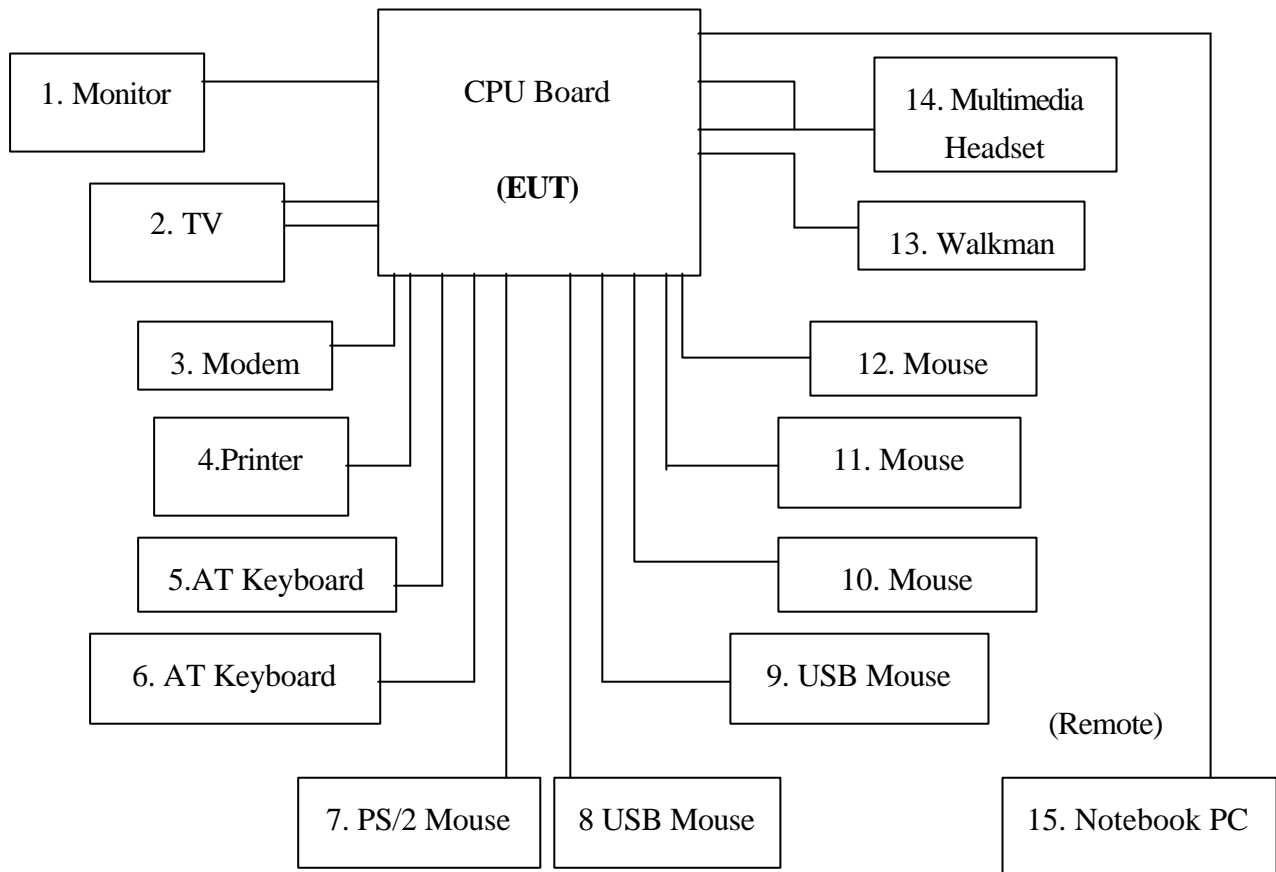 CPU Board
(EUT)
1. Monitor
2. TV
3. Modem
4.Printer
5.AT Keyboard
6. AT Keyboard
7. PS/2 Mouse
8 USB Mouse
9. USB Mouse
10. Mouse
11. Mouse
12. Mouse
13. Walkman
14. Multimedia
Headset
(Remote)
15. Notebook PC